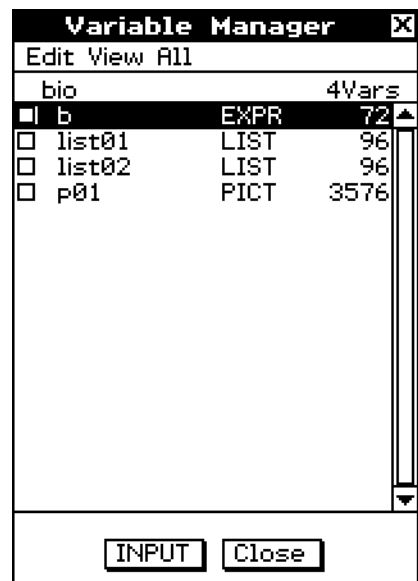 Variable Manager
Edit View All
bio 4Vars
b EXPR 72
list01 LIST 96
list02 LIST 96
p01 PICT 3576
INPUT Close